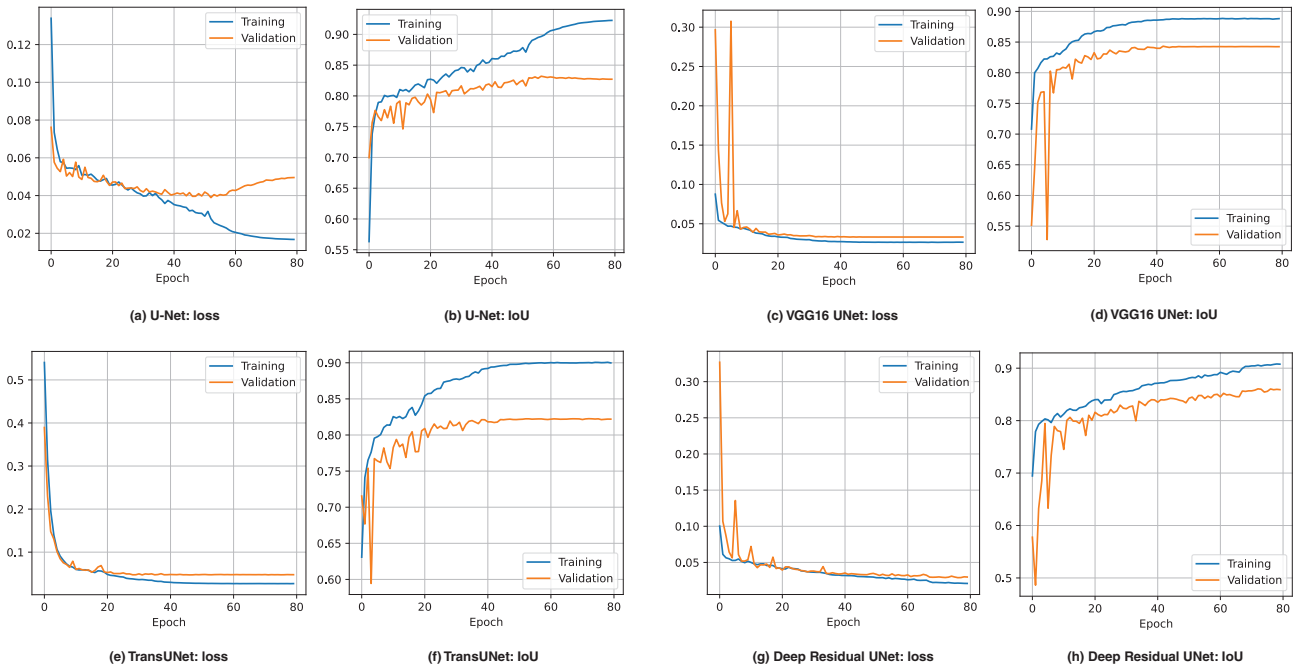 0.12
0.10
0.08
0.06
0.04
0.02
0
20
40
60
80
Epoch
Training
Validation
(a) U-Net: loss
0.90
0.85
0.80
0.75
0.70
0.65
0.60
0.55
0
20
40
60
80
Epoch
Training
Validation
(b) U-Net: IoU
0.30
0.25
0.20
0.15
0.10
0.05
0
20
40
60
80
Epoch
Training
Validation
(c) VGG16 UNet: loss
0.90
0.85
0.80
0.75
0.70
0.65
0.60
0.55
0
20
40
60
80
Epoch
Training
Validation
(d) VGG16 UNet: IoU
0.5
0.4
0.3
0.2
0.1
0
20
40
60
80
Epoch
Training
Validation
(e) TransUNet: loss
0.90
0.85
0.80
0.75
0.70
0.65
0.60
0
20
40
60
80
Epoch
Training
Validation
(f) TransUNet: IoU
0.30
0.25
0.20
0.15
0.10
0.05
0
20
40
60
80
Epoch
Training
Validation
(g) Deep Residual UNet: loss
0.9
0.8
0.7
0.6
0.5
0
20
40
60
80
Epoch
Training
Validation
(h) Deep Residual UNet: IoU